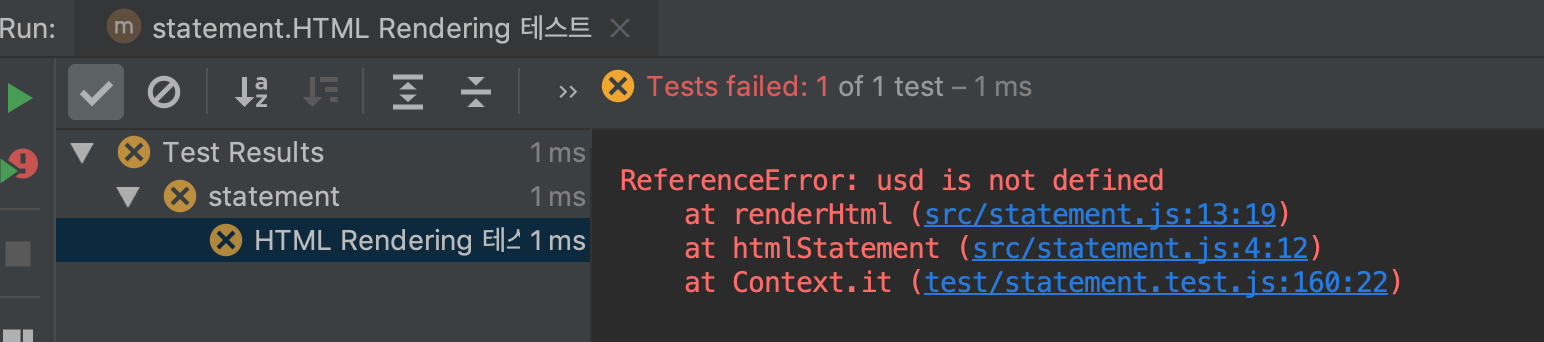 Run:
m statement.HTML Rendering 테스트
Tests failed: 1 of 1 test – 1 ms
Test Results 1 ms
statement 1 ms
HTML Rendering 테스 1 ms
ReferenceError: usd is not defined
at renderHtml (src/statement.js:13:19)
at htmlStatement (src/statement.js:4:12)
at Context.it (test/statement.test.js:160:22)